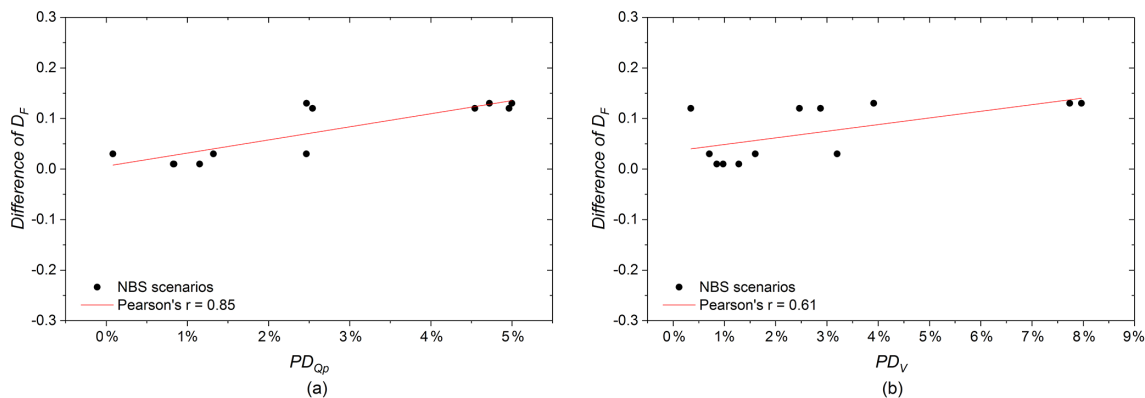 0.3
0.2
0.1
0.0
-0.1
-0.2
-0.3
Difference of D_F
NBS scenarios
Pearson's r = 0.85
0% 1% 2% 3% 4% 5%
PD_Qp
(a)
0.3
0.2
0.1
0.0
-0.1
-0.2
-0.3
Difference of D_F
NBS scenarios
Pearson's r = 0.61
0% 1% 2% 3% 4% 5% 6% 7% 8% 9%
PD_V
(b)